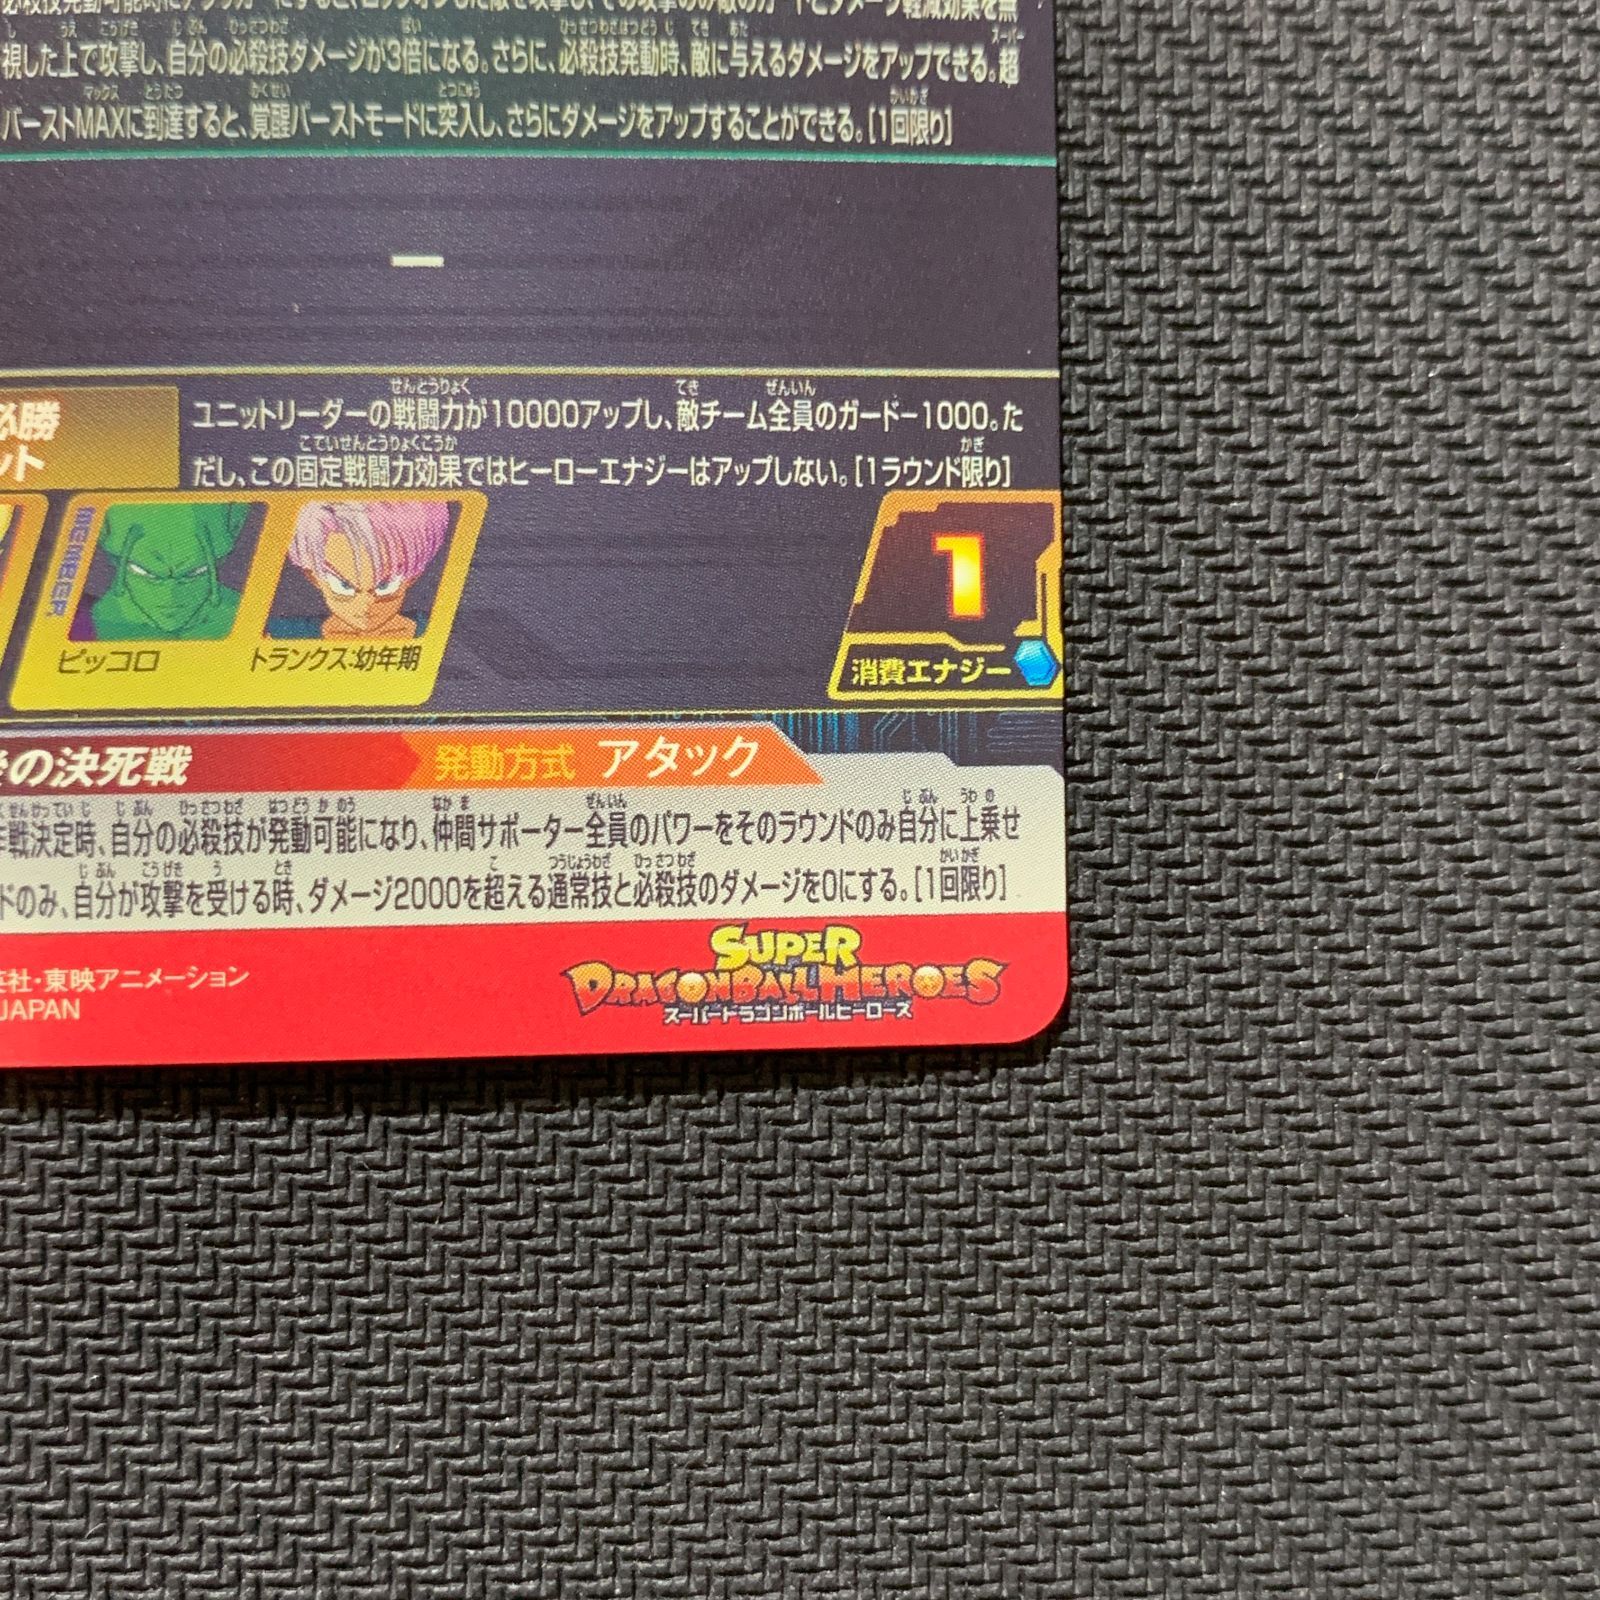 視した上で攻撃し、自分の必殺技ダメージが3倍になる。さらに、必殺技発動時、敵に与えるダメージをアップできる。超
バーストMAXに到達すると、覚醒バーストモードに突入し、さらにダメージをアップすることができる。[1回限り]
必勝
ット
ユニットリーダーの戦闘力が10000アップし、敵チーム全員のガード-1000。た
だし、この固定戦闘力効果ではヒーローエナジーはアップしない。[1ラウンド限り]
MEMBER
ピッコロ
トランクス:幼年期
1
消費エナジー
の決死戦
発動方式 アタック
戦決定時、自分の必殺技が発動可能になり、仲間サポーター全員のパワーをそのラウンドのみ自分に上乗せ
ドのみ、自分が攻撃を受ける時、ダメージ2000を超える通常技と必殺技のダメージを0にする。[1回限り]
社・東映アニメーション
JAPAN
SUPER
DRAGONBALL HEROES
スーパードラゴンボールヒーローズ